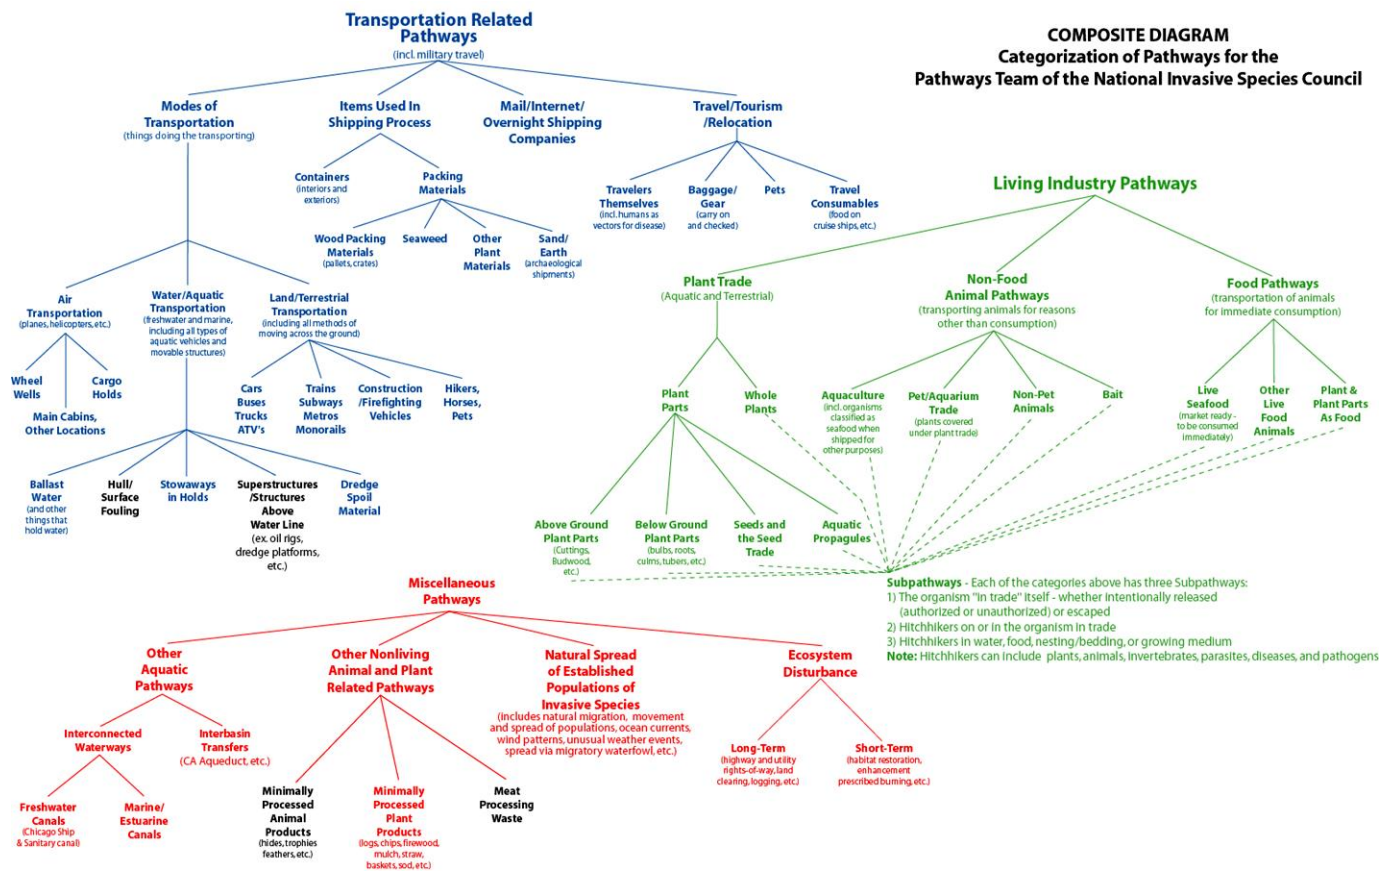 Transportation Related
Pathways
(incl. military travel)
COMPOSITE DIAGRAM
Categorization of Pathways for the
Pathways Team of the National Invasive Species Council
Modes of
Transportation
(things doing the transporting)
Items Used In
Shipping Process
Mail/Internet/
Overnight Shipping
Companies
Travel/Tourism
/Relocation
Containers
(interiors and
exteriors)
Packing
Materials
Travelers
Themselves
(incl. humans as
vectors for disease)
Baggage/
Gear
(carry on
and checked)
Pets
Travel
Consumables
(food on
cruise ships, etc.)
Wood Packing
Materials
(pallets, crates)
Seaweed
Other
Plant
Materials
Sand/
Earth
(archaeological
shipments)
Air
Transportation
(planes, helicopters, etc.)
Water/Aquatic
Transportation
(freshwater and marine,
including all types of
aquatic vehicles and
movable structures)
Land/Terrestrial
Transportation
(including all methods of
moving across the ground)
Wheel
Wells
Main Cabins,
Other Locations
Cargo
Holds
Cars
Buses
Trucks
ATV's
Trains
Subways
Metros
Monorails
Construction
/Firefighting
Vehicles
Hikers,
Horses,
Pets
Ballast
Water
(and other
things that
hold water)
Hull/
Surface
Fouling
Stowaways
in Holds
Superstructures
/Structures
Above
Water Line
(ex. oil rigs,
dredge platforms,
etc.)
Dredge
Spoil
Material
Living Industry Pathways
Plant Trade
(Aquatic and Terrestrial)
Non-Food
Animal Pathways
(transporting animals for reasons
other than consumption)
Food Pathways
(transportation of animals
for immediate consumption)
Plant
Parts
Whole
Plants
Aquaculture
(incl. organisms
classified as
seafood when
shipped for
other purposes)
Pet/Aquarium
Trade
(plants covered
under plant trade)
Non-Pet
Animals
Bait
Live
Seafood
(market ready -
to be consumed
immediately)
Other
Live
Food
Animals
Plant &
Plant Parts
As Food
Above Ground
Plant Parts
(Cuttings,
Budwood,
etc.)
Below Ground
Plant Parts
(bulbs, roots,
culms, tubers, etc.)
Seeds and
the Seed
Trade
Aquatic
Propagules
Subpathways - Each of the categories above has three Subpathways:
1) The organism "in trade" itself - whether intentionally released
(authorized or unauthorized) or escaped
2) Hitchhikers on or in the organism in trade
3) Hitchhikers in water, food, nesting/bedding, or growing medium
Note: Hitchhikers can include plants, animals, invertebrates, parasites, diseases, and pathogens
Miscellaneous
Pathways
Other
Aquatic
Pathways
Other Nonliving
Animal and Plant
Related Pathways
Natural Spread
of Established
Populations of
Invasive Species
(includes natural migration, movement
and spread of populations, ocean currents,
wind patterns, unusual weather events,
spread via migratory waterfowl, etc.)
Ecosystem
Disturbance
Interconnected
Waterways
Interbasin
Transfers
(CA Aqueduct, etc.)
Long-Term
(highway and utility
rights-of-way, land
clearing, logging, etc.)
Short-Term
(habitat restoration,
enhancement
prescribed burning, etc.)
Freshwater
Canals
(Chicago Ship
& Sanitary canal)
Marine/
Estuarine
Canals
Minimally
Processed
Animal
Products
(hides, trophies
feathers, etc.)
Minimally
Processed
Plant
Products
(logs, chips, firewood,
mulch, straw,
baskets, sod, etc.)
Meat
Processing
Waste